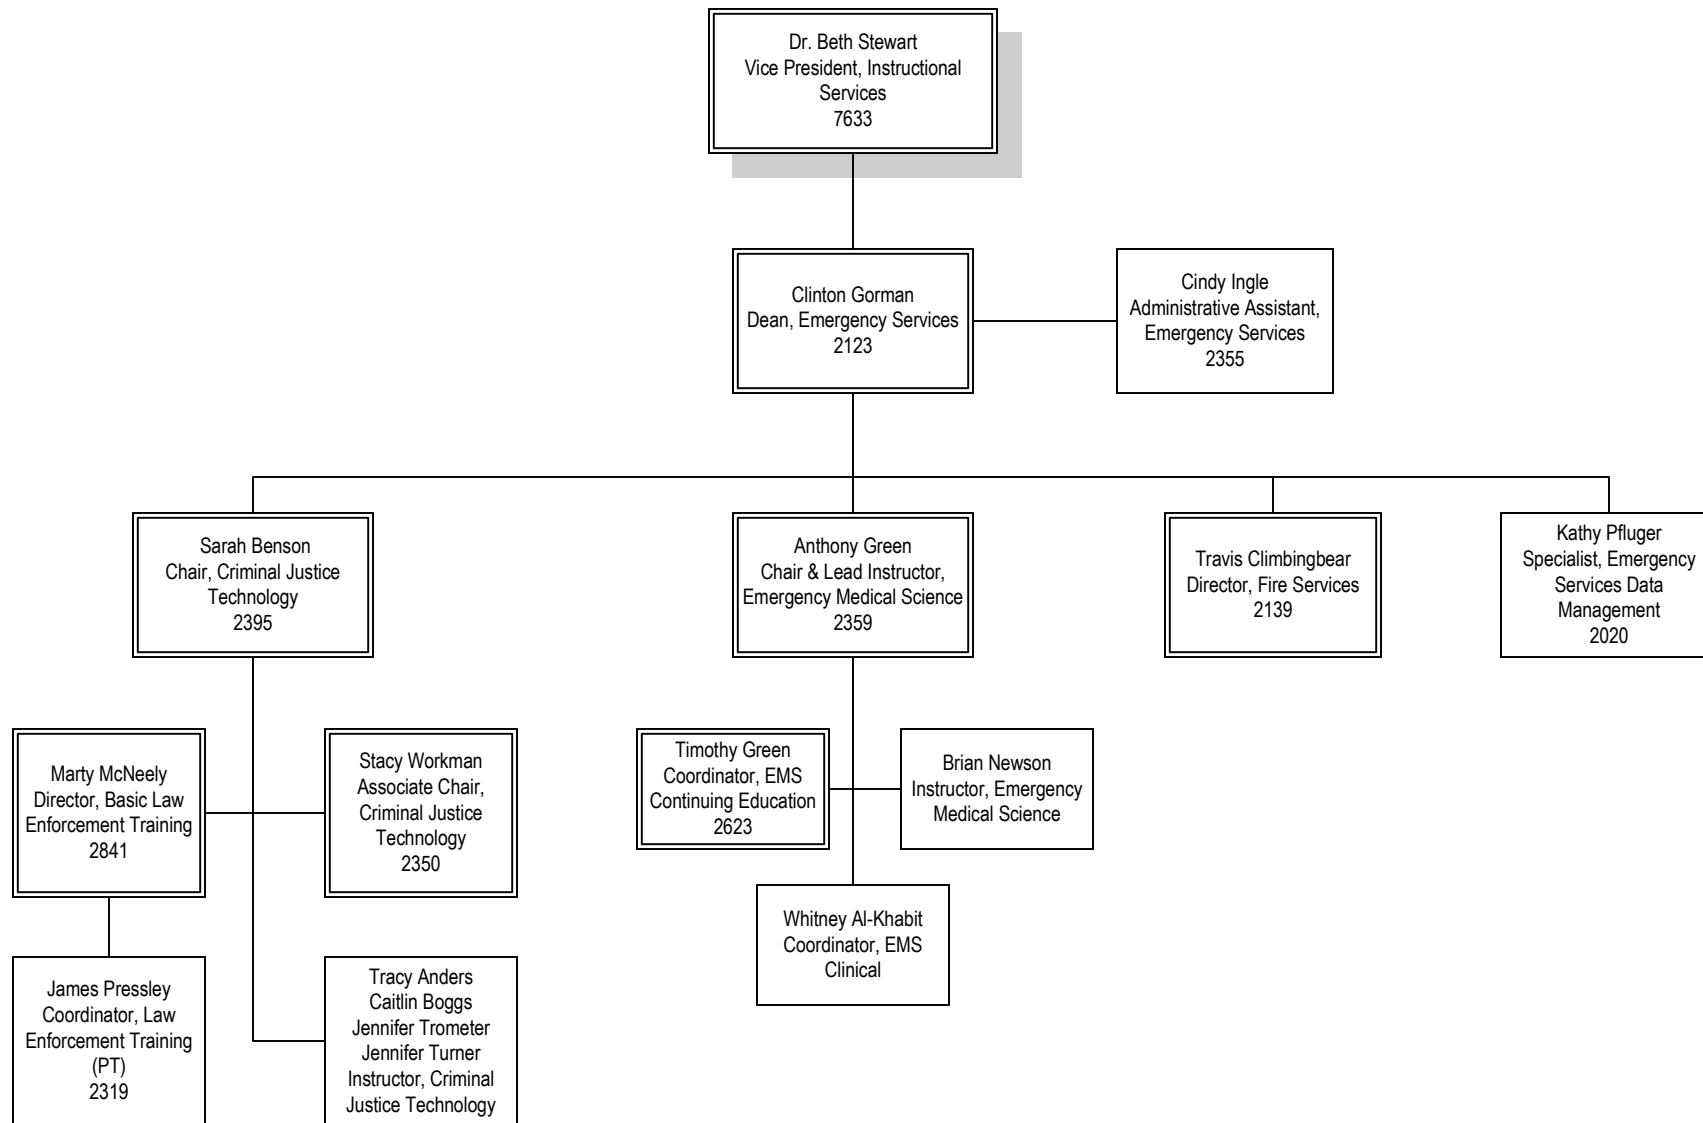 Dr. Beth Stewart
Vice President, Instructional
Services
7633
Clinton Gorman
Dean, Emergency Services
2123
Cindy Ingle
Administrative Assistant,
Emergency Services
2355
Sarah Benson
Chair, Criminal Justice
Technology
2395
Anthony Green
Chair & Lead Instructor,
Emergency Medical Science
2359
Travis Climbingbear
Director, Fire Services
2139
Kathy Pfluger
Specialist, Emergency
Services Data
Management
2020
Marty McNeely
Director, Basic Law
Enforcement Training
2841
Stacy Workman
Associate Chair,
Criminal Justice
Technology
2350
Timothy Green
Coordinator, EMS
Continuing Education
2623
Brian Newson
Instructor, Emergency
Medical Science
Whitney Al-Khabit
Coordinator, EMS
Clinical
James Pressley
Coordinator, Law
Enforcement Training
(PT)
2319
Tracy Anders
Caitlin Boggs
Jennifer Trometer
Jennifer Turner
Instructor, Criminal
Justice Technology